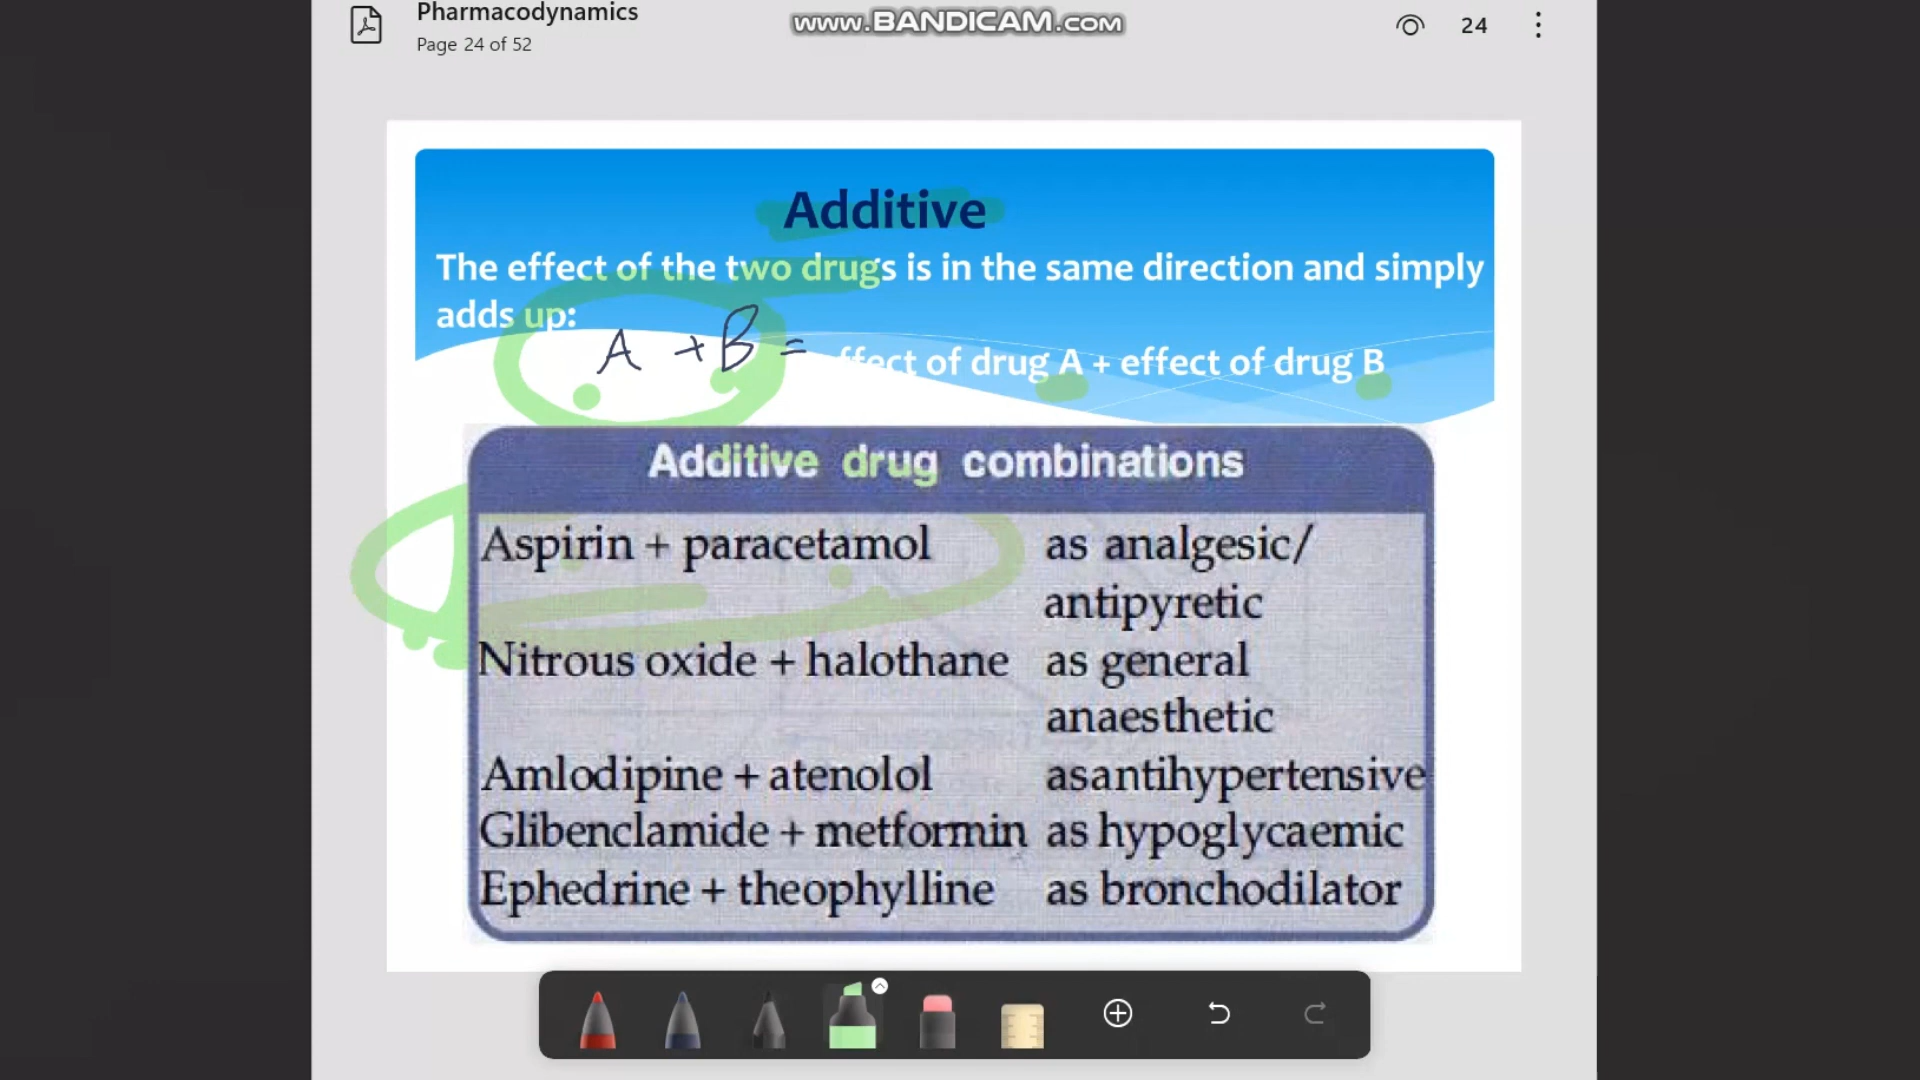 Pharmacodynamics
Page 24 of 52
www.BANDICAM.com
24
Additive
The effect of the two drugs is in the same direction and simply
adds up:
A + B =
ffect of drug A + effect of drug B
Additive drug combinations
Aspirin + paracetamol as analgesic/
antipyretic
Nitrous oxide + halothane as general
anaesthetic
Amlodipine + atenolol asantihypertensive
Glibenclamide + metformin as hypoglycaemic
Ephedrine + theophylline as bronchodilator